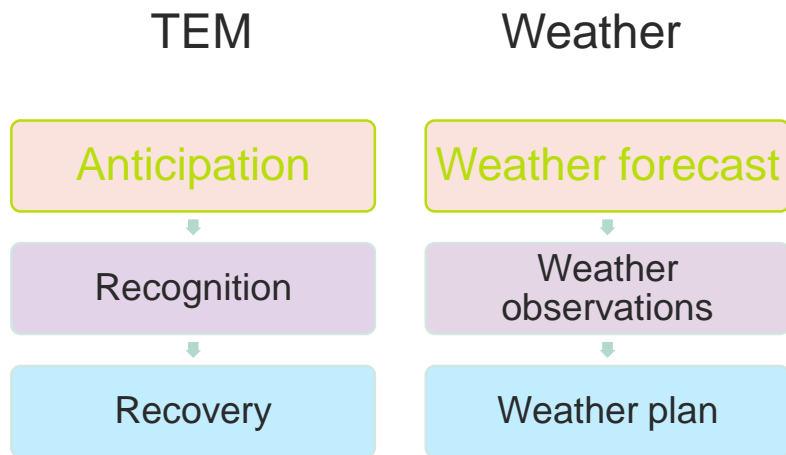 TEM
Weather
Anticipation
Weather forecast
Recognition
Weather
observations
Recovery
Weather plan